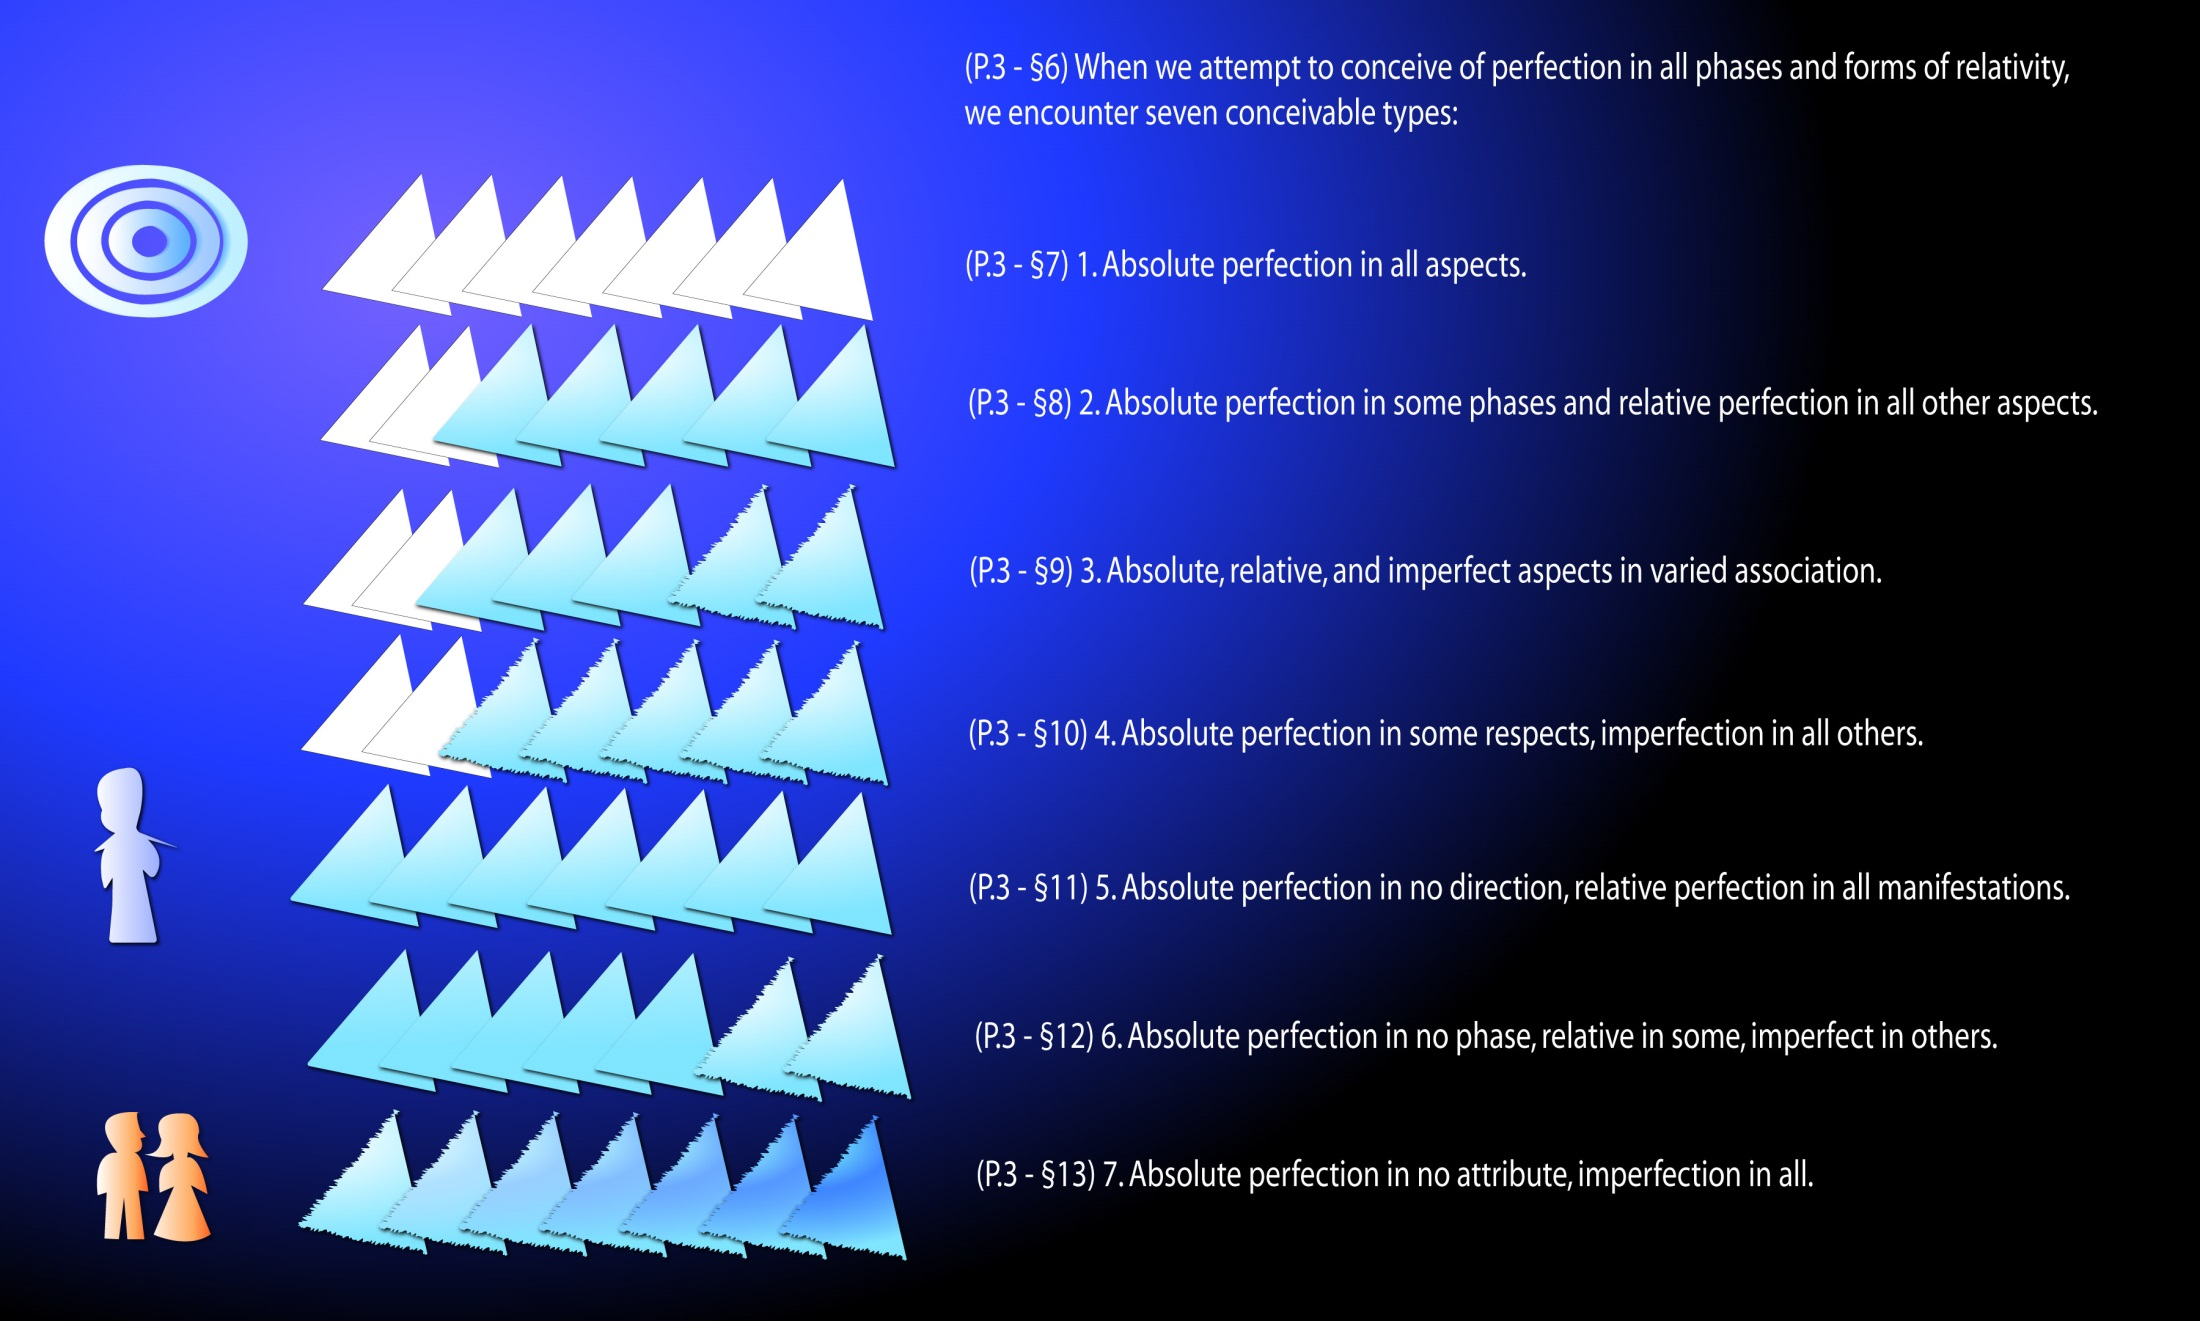 (P.3 - §6) When we attempt to conceive of perfection in all phases and forms of relativity,
we encounter seven conceivable types:
(P.3 - §7) 1. Absolute perfection in all aspects.
(P.3 - §8) 2. Absolute perfection in some phases and relative perfection in all other aspects.
(P.3 - §9) 3. Absolute, relative, and imperfect aspects in varied association.
(P.3 - §10) 4. Absolute perfection in some respects, imperfection in all others.
(P.3 - §11) 5. Absolute perfection in no direction, relative perfection in all manifestations.
(P.3 - §12) 6. Absolute perfection in no phase, relative in some, imperfect in others.
(P.3 - §13) 7. Absolute perfection in no attribute, imperfection in all.